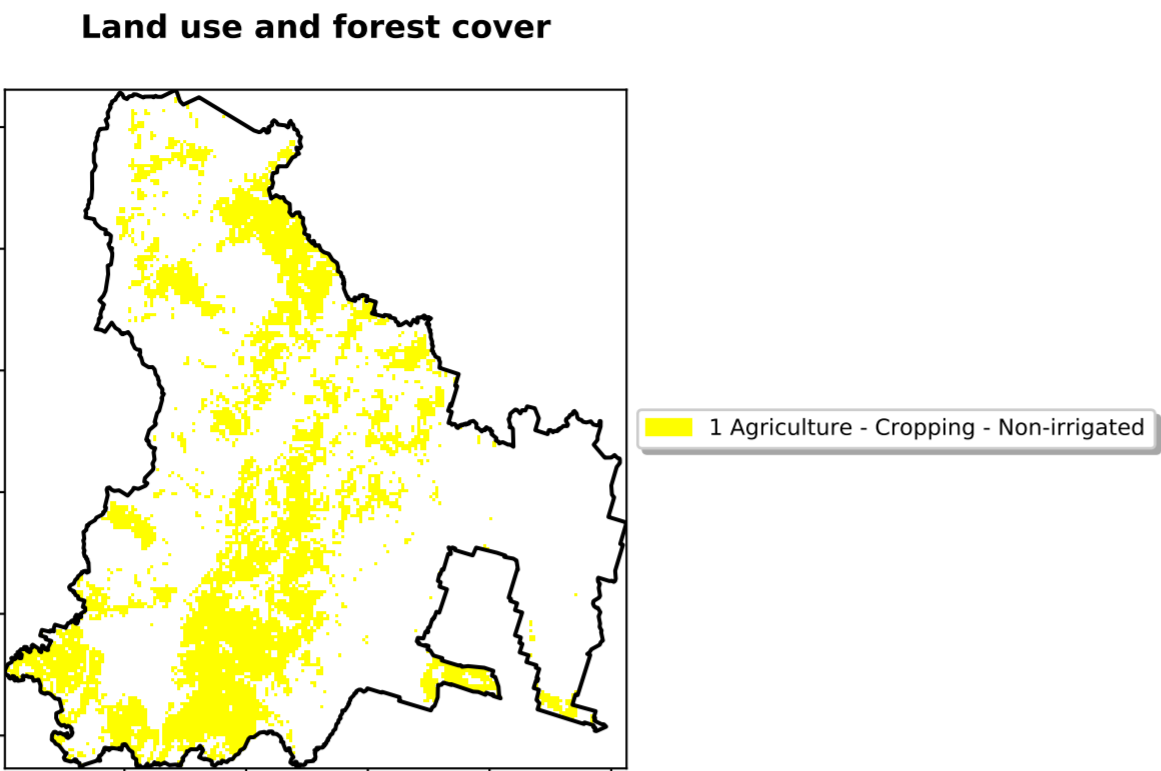 Land use and forest cover
1 Agriculture - Cropping - Non-irrigated